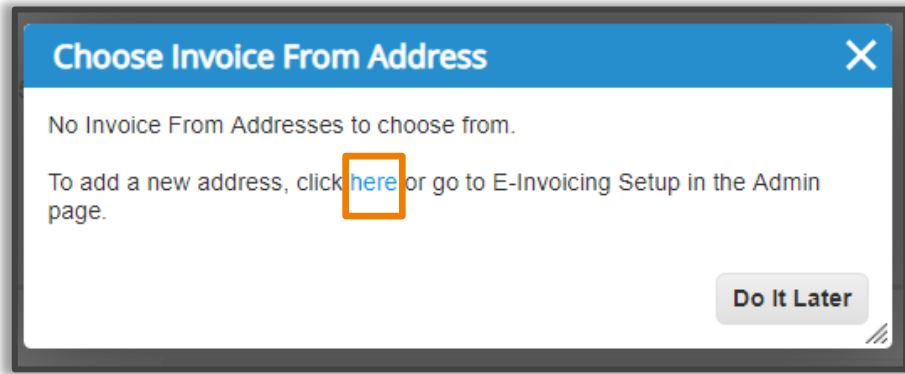 Choose Invoice From Address
No Invoice From Addresses to choose from.
To add a new address, click here or go to E-Invoicing Setup in the Admin
page.
Do It Later